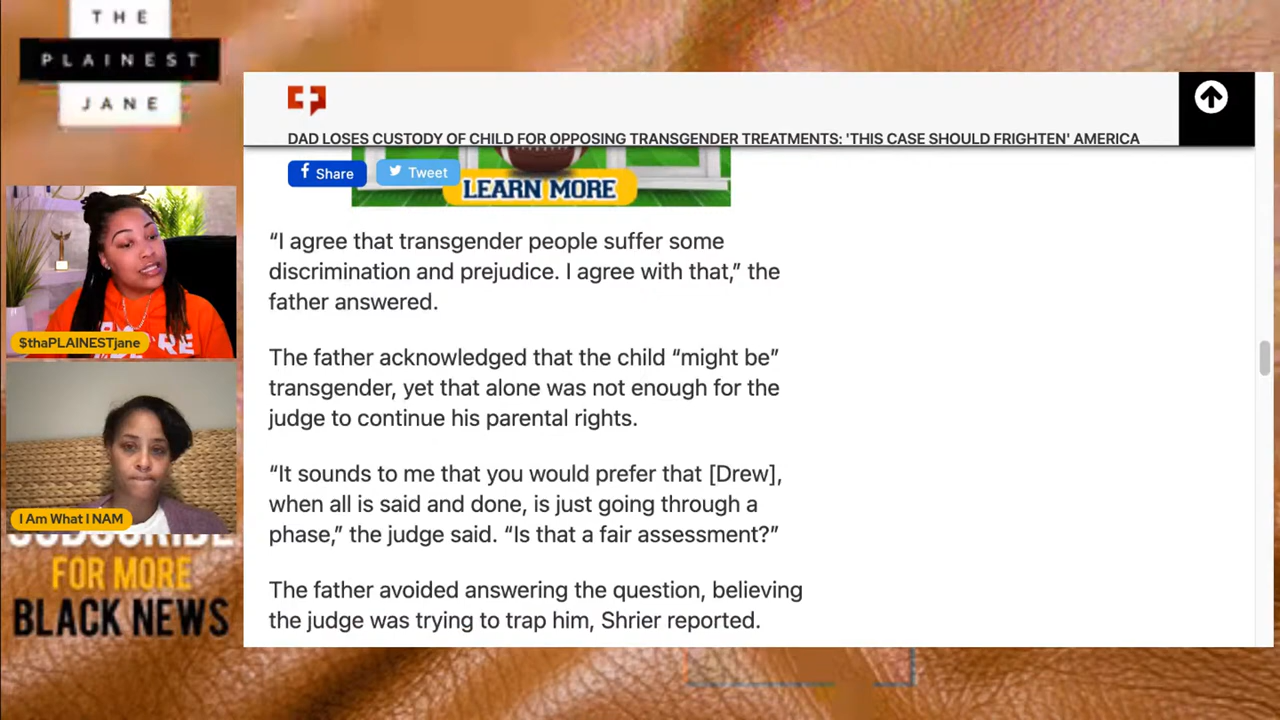 THE
PLAINEST
JANE
DAD LOSES CUSTODY OF CHILD FOR OPPOSING TRANSGENDER TREATMENTS: 'THIS CASE SHOULD FRIGHTEN' AMERICA
Share
Tweet
LEARN MORE
“I agree that transgender people suffer some
discrimination and prejudice. I agree with that,” the
father answered.
The father acknowledged that the child “might be”
transgender, yet that alone was not enough for the
judge to continue his parental rights.
“It sounds to me that you would prefer that [Drew],
when all is said and done, is just going through a
phase,” the judge said. “Is that a fair assessment?”
The father avoided answering the question, believing
the judge was trying to trap him, Shrier reported.
$thaPLAINESTjane
I Am What I NAM
SUBSCRIBE
FOR MORE
BLACK NEWS